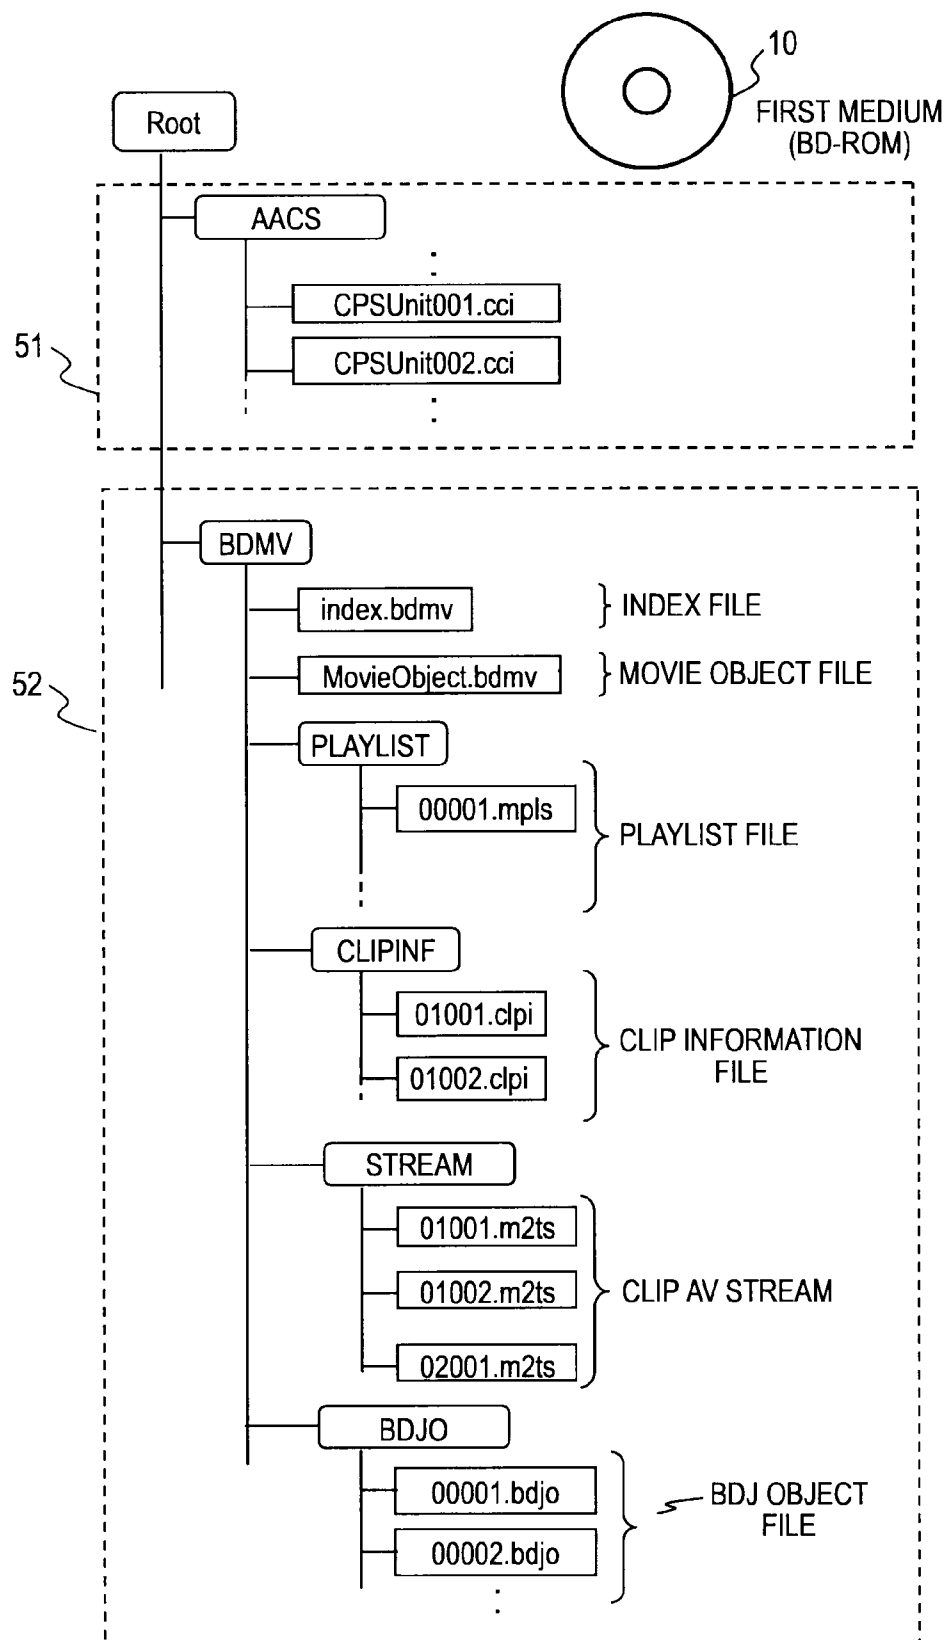 10
FIRST MEDIUM
(BD-ROM)
Root
AACS
CPSUnit001.cci
CPSUnit002.cci
51
BDMV
index.bdmv
INDEX FILE
MovieObject.bdmv
MOVIE OBJECT FILE
52
PLAYLIST
00001.mpls
PLAYLIST FILE
CLIPINF
01001.clpi
CLIP INFORMATION
FILE
01002.clpi
STREAM
01001.m2ts
01002.m2ts
CLIP AV STREAM
02001.m2ts
BDJO
00001.bdjo
BDJ OBJECT
FILE
00002.bdjo